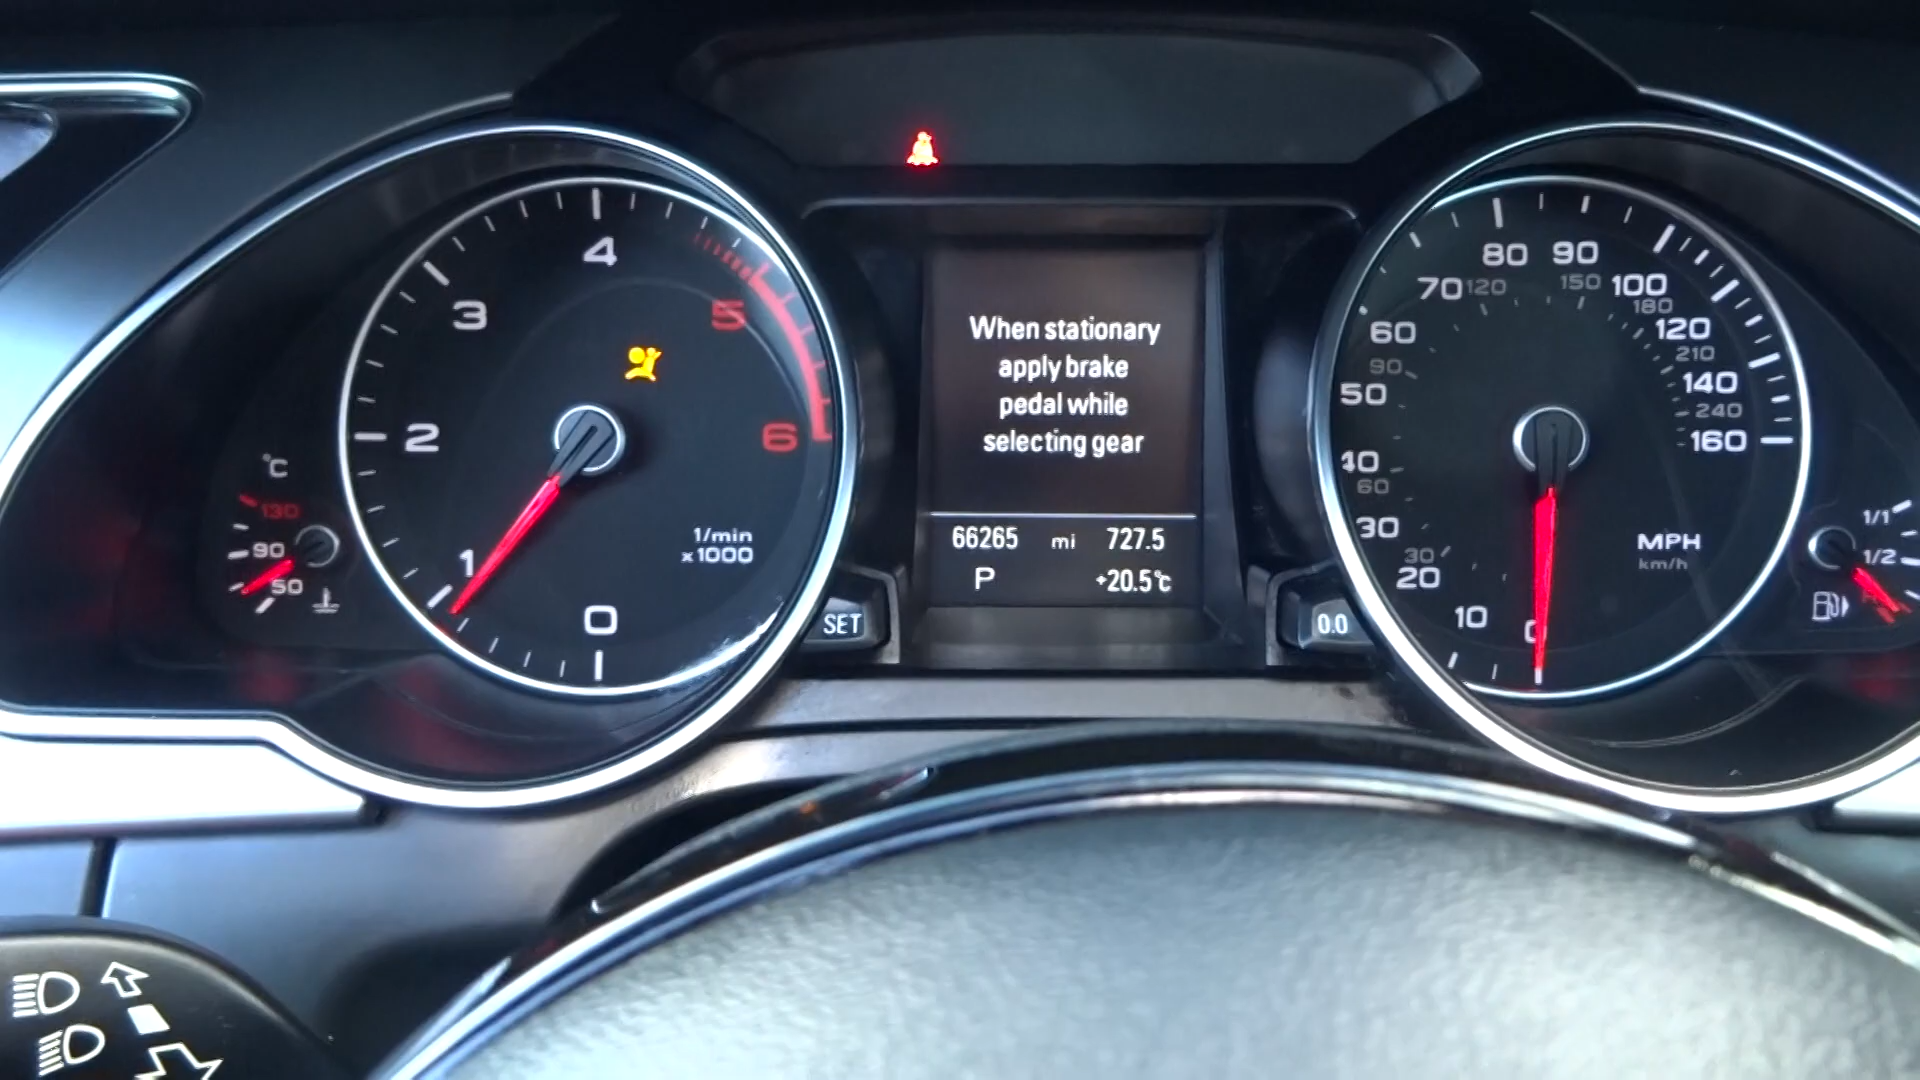 4
3
5
2
6
1
0
1/min
x1000
°C
130
90
50
SET
When stationary
apply brake
pedal while
selecting gear
66265 mi 727.5
P +20.5°C
0.0
80 90
70 120 150 100
180
60 120
90 210
50 140
240
40 160
60
30
30
20
10
0
MPH
km/h
1/1
1/2